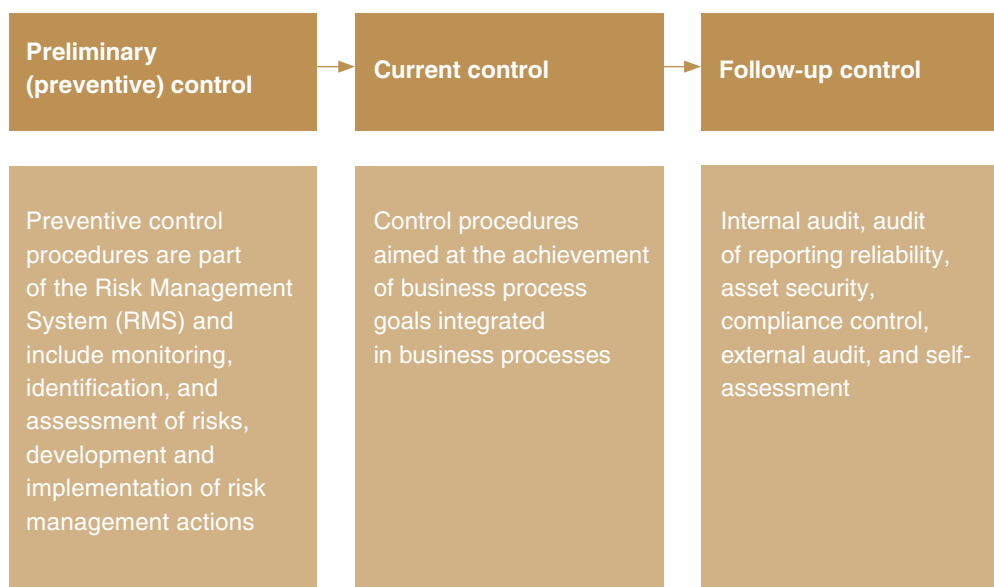 Preliminary
(preventive) control
Current control
Follow-up control
Preventive control
procedures are part
of the Risk Management
System (RMS) and
include monitoring,
identification, and
assessment of risks,
development and
implementation of risk
management actions
Control procedures
aimed at the achievement
of business process
goals integrated
in business processes
Internal audit, audit
of reporting reliability,
asset security,
compliance control,
external audit, and self-
assessment